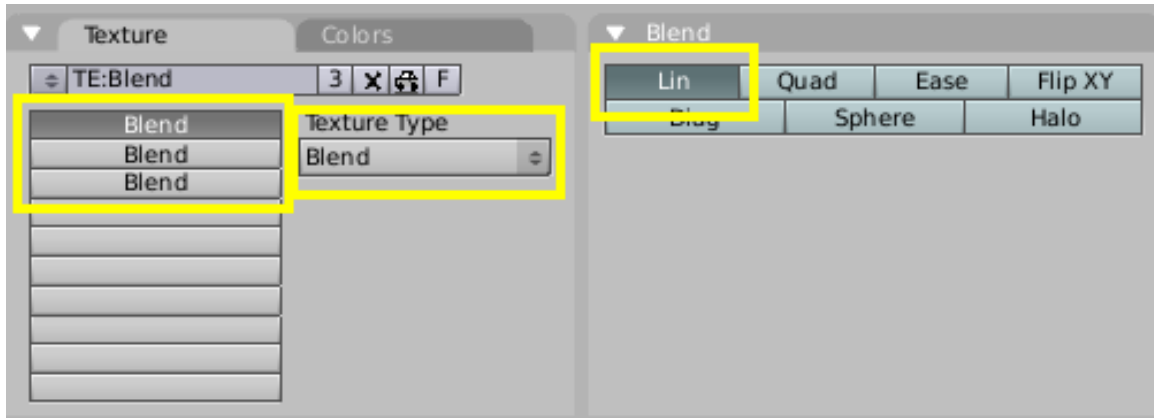 Texture Colors
TE:Blend 3 F
Blend
Blend
Blend
Texture Type
Blend
Blend
Lin Quad Ease Flip XY
Diag Sphere Halo